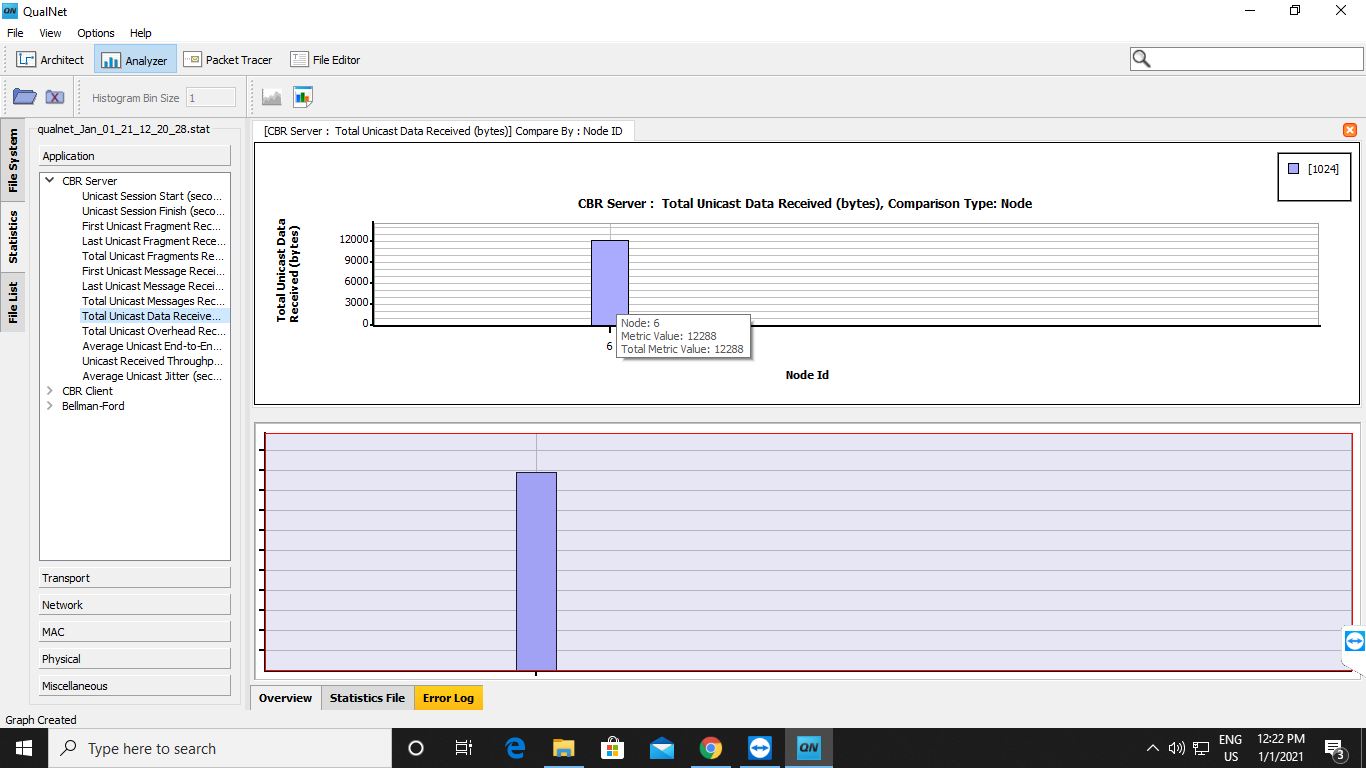 QN QualNet
File View Options Help
Architect Analyzer Packet Tracer File Editor
Histogram Bin Size 1
File System
Statistics
File List
qualnet_Jan_01_21_12_20_28.stat
Application
CBR Server
Unicast Session Start (seco...
Unicast Session Finish (seco...
First Unicast Fragment Rec...
Last Unicast Fragment Rece...
Total Unicast Fragments Re...
First Unicast Message Recei...
Last Unicast Message Recei...
Total Unicast Messages Rec...
Total Unicast Data Receive...
Total Unicast Overhead Rec...
Average Unicast End-to-En...
Unicast Received Throughp...
Average Unicast Jitter (sec...
CBR Client
Bellman-Ford
Transport
Network
MAC
Physical
Miscellaneous
[CBR Server : Total Unicast Data Received (bytes)] Compare By : Node ID
[1024]
CBR Server : Total Unicast Data Received (bytes), Comparison Type: Node
Total Unicast Data
Received (bytes)
12000
9000
6000
3000
0
6
Node: 6
Metric Value: 12288
Total Metric Value: 12288
Node Id
Overview Statistics File Error Log
Graph Created
Type here to search
QN
ENG
US
12:22 PM
1/1/2021
3